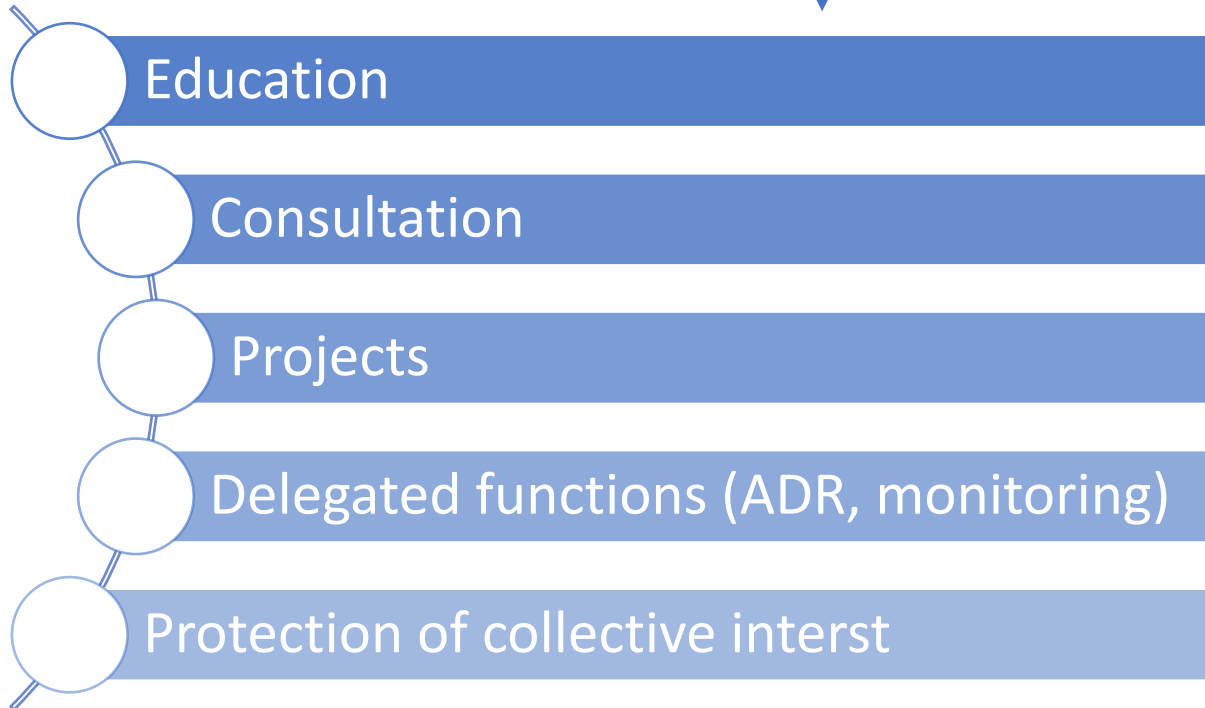 Education
Consultation
Projects
Delegated functions (ADR, monitoring)
Protection of collective interst